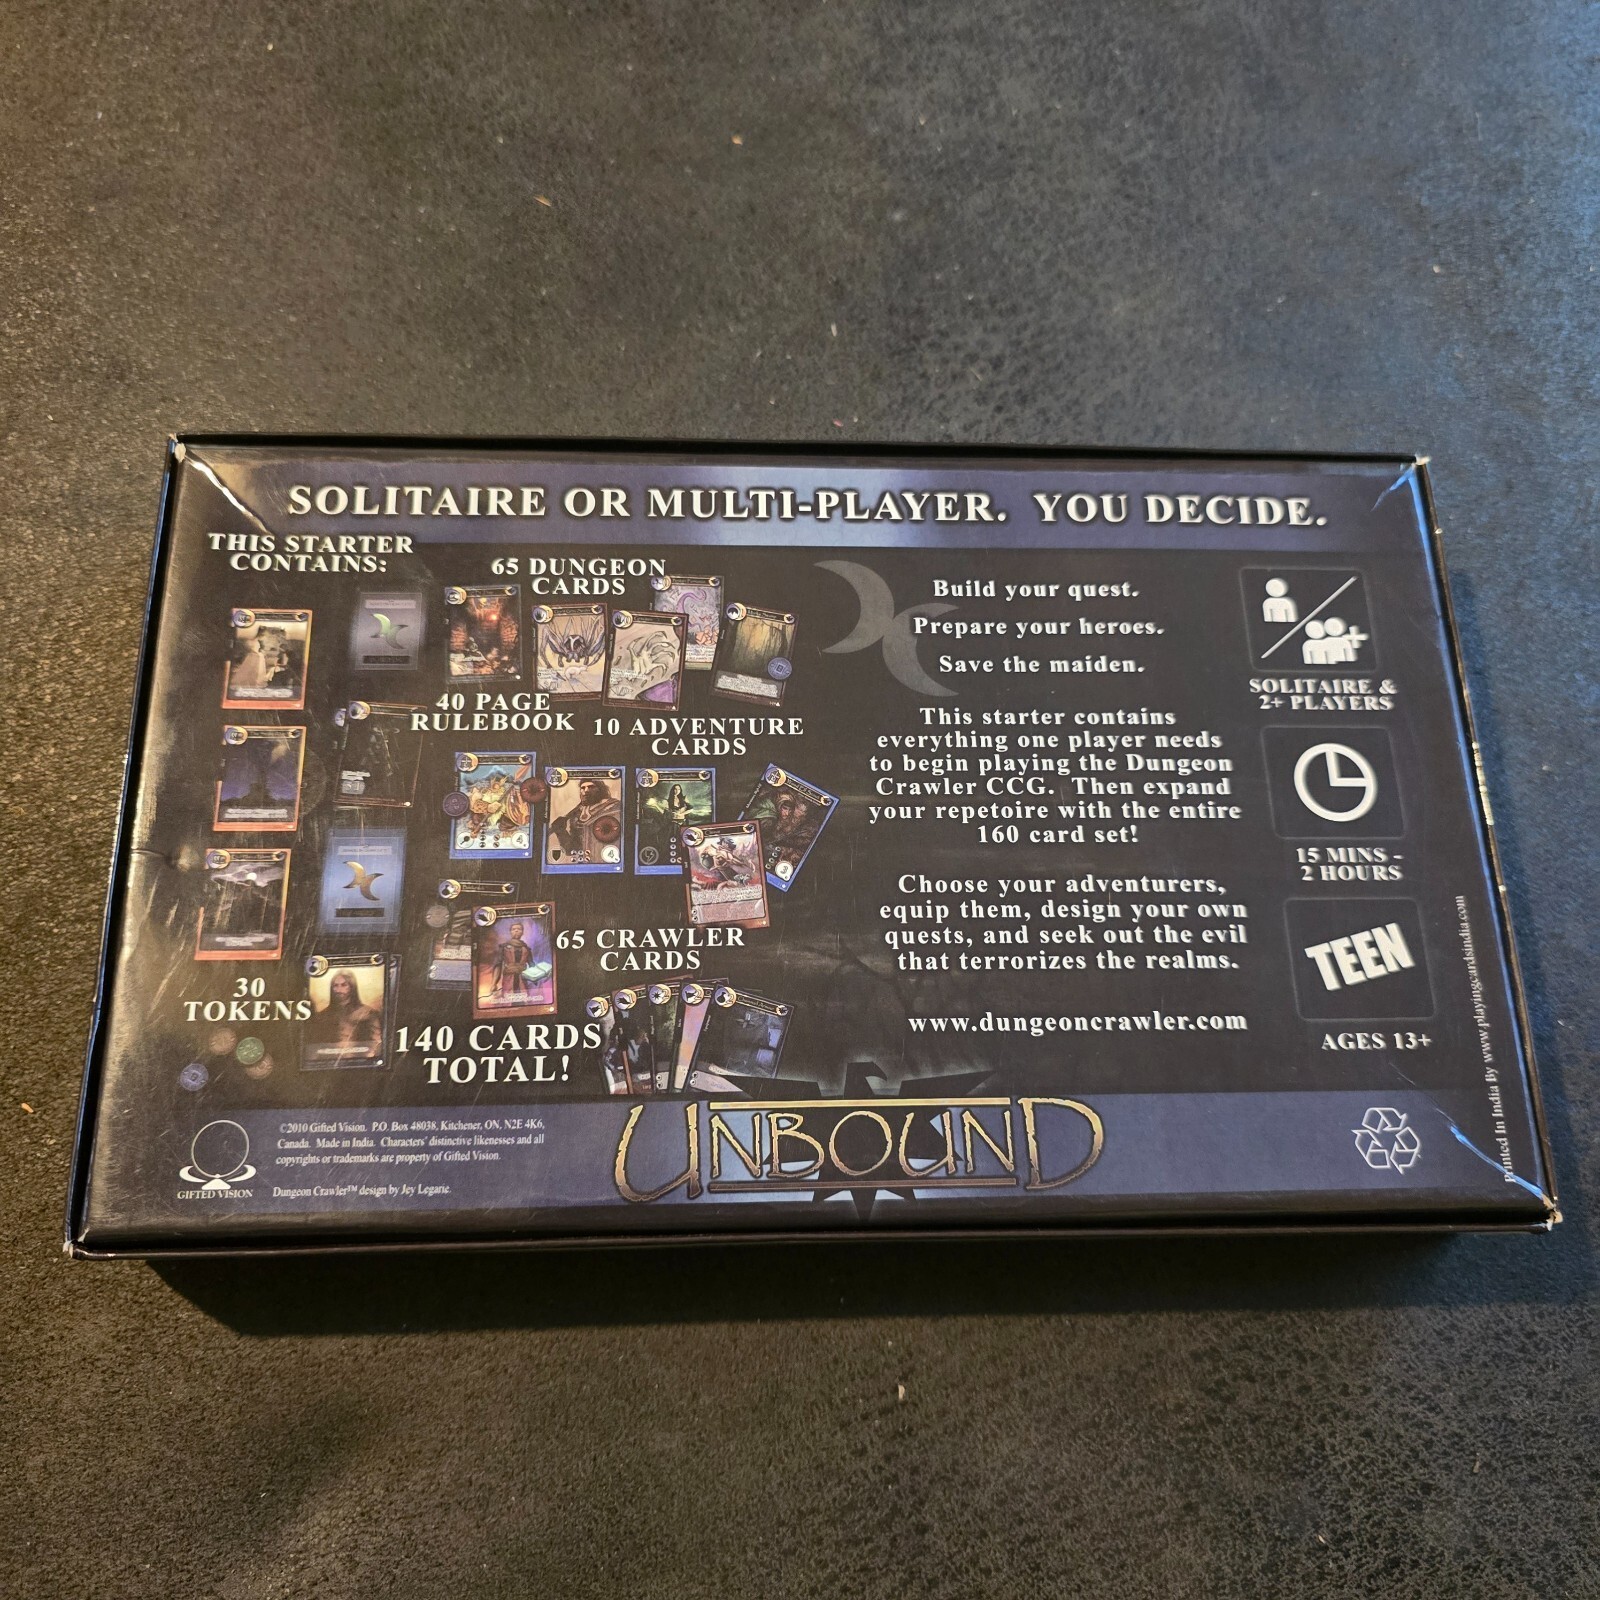 SOLITAIRE OR MULTI-PLAYER. YOU DECIDE.
THIS STARTER
CONTAINS:
65 DUNGEON
CARDS
40 PAGE
RULEBOOK
10 ADVENTURE
CARDS
65 CRAWLER
CARDS
30
TOKENS
140 CARDS
TOTAL!
Build your quest.
Prepare your heroes.
Save the maiden.
This starter contains
everything one player needs
to begin playing the Dungeon
Crawler CCG. Then expand
your repetoire with the entire
160 card set!
Choose your adventurers,
equip them, design your own
quests, and seek out the evil
that terrorizes the realms.
www.dungeoncrawler.com
SOLITAIRE &
2+ PLAYERS
15 MINS -
2 HOURS
TEEN
AGES 13+
GIFTED VISION
©2010 Gifted Vision. P.O. Box 48038, Kitchener, ON, N2E 4K6,
Canada. Made in India. Characters' distinctive likenesses and all
copyrights or trademarks are property of Gifted Vision.
Dungeon Crawler™ design by Jey Legarie.
UNBOUND
Printed In India By www.playingcardsindia.com